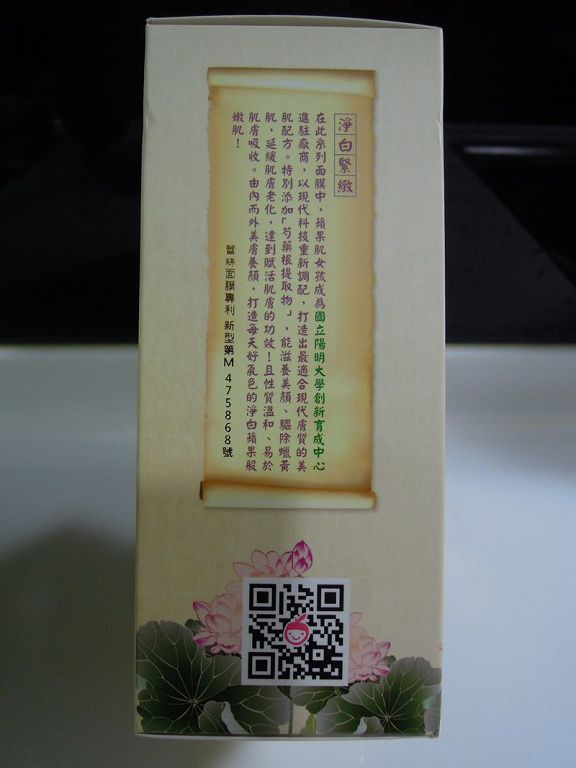 淨白緊緻
在此系列面膜中，蘋果肌女孩成為國立陽明大學創新育成中心
進駐廠商，以現代科技重新調配，打造出最適合現代膚質的美
肌配方。特別添加「芍藥根提取物」，能滋養美顏、驅除蠟黃
肌，延緩肌膚老化，達到賦活肌膚的功效！且性質溫和、易於
肌膚吸收。由內而外美膚養顏，打造每天好氣色的淨白蘋果般
嫩肌！
蠶絲面膜專利 新型第M 475868號